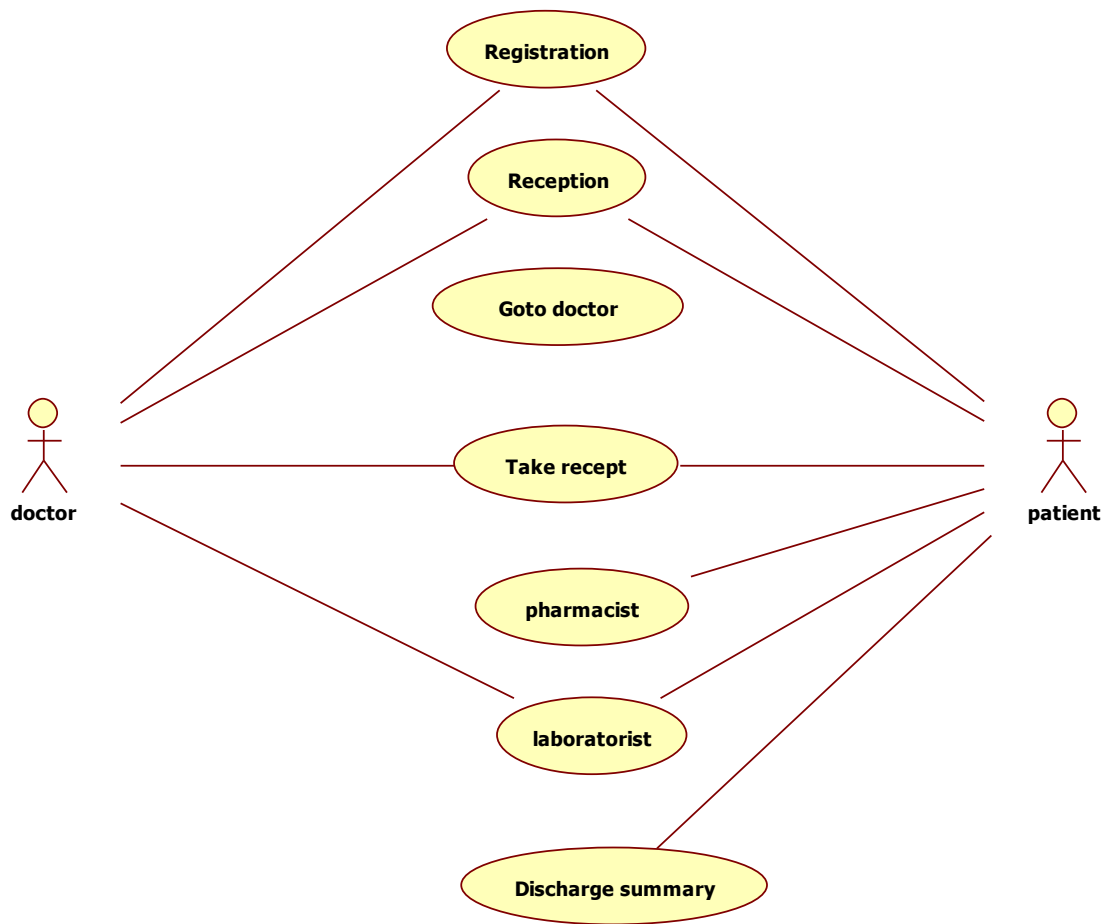 Registration
Reception
Goto doctor
Take recept
doctor
patient
pharmacist
laboratorist
Discharge summary